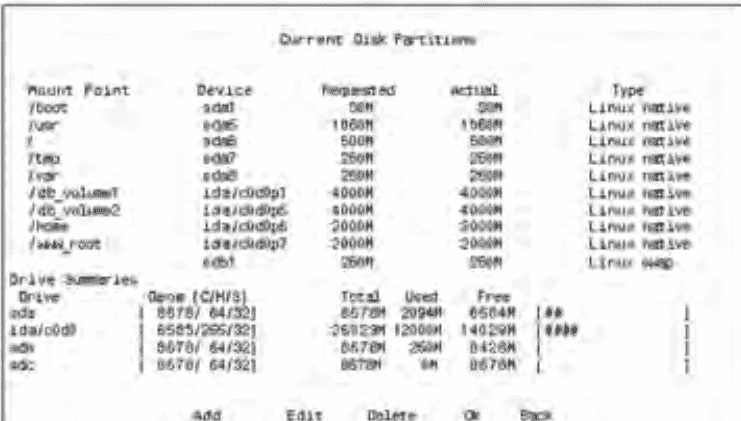 Current Disk Partitions
Mount Point Device Requested Actual Type
/boot sda1 50M 50M Linux native
/usr sda5 1060M 1060M Linux native
/ sda6 500M 500M Linux native
/tmp sda7 250M 250M Linux native
/var sda8 250M 250M Linux native
/db_volume1 ida/c0d0p1 4000M 4000M Linux native
/db_volume2 ida/c0d0p5 4000M 4000M Linux native
/home ida/c0d0p6 2000M 2000M Linux native
/www_root ida/c0d0p7 2000M 2000M Linux native
sdb1 250M 250M Linux swap
Drive Summaries
Drive Geom [C/H/S] Total Used Free
sda [ 8678/ 64/32] 8678M 2094M 6584M [## ]
ida/c0d0 [ 6585/255/32] 12000M [#### ]
[ 8678/ 64/32] 8678M 250M 8428M [ ]
sdc [ 8678/ 64/32] 8678M 0M 8678M [ ]
Add Edit Delete Ok Back